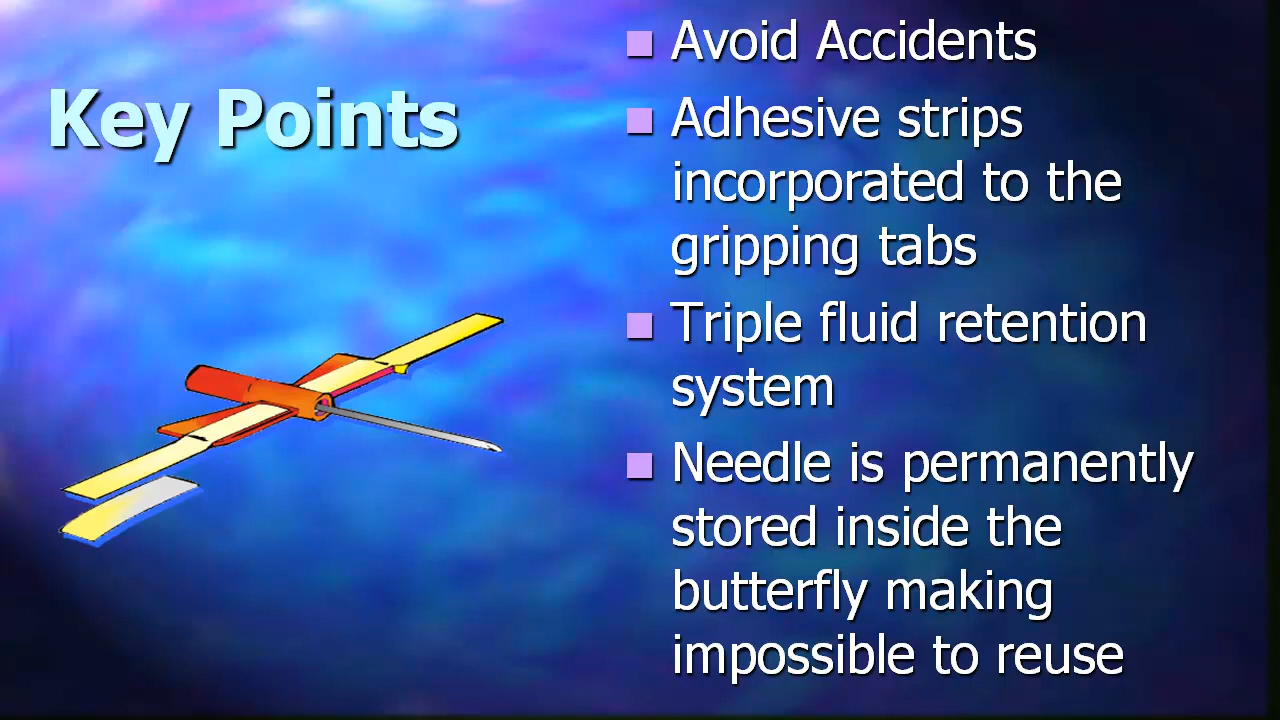 Key Points
Avoid Accidents
Adhesive strips
incorporated to the
gripping tabs
Triple fluid retention
system
Needle is permanently
stored inside the
butterfly making
impossible to reuse